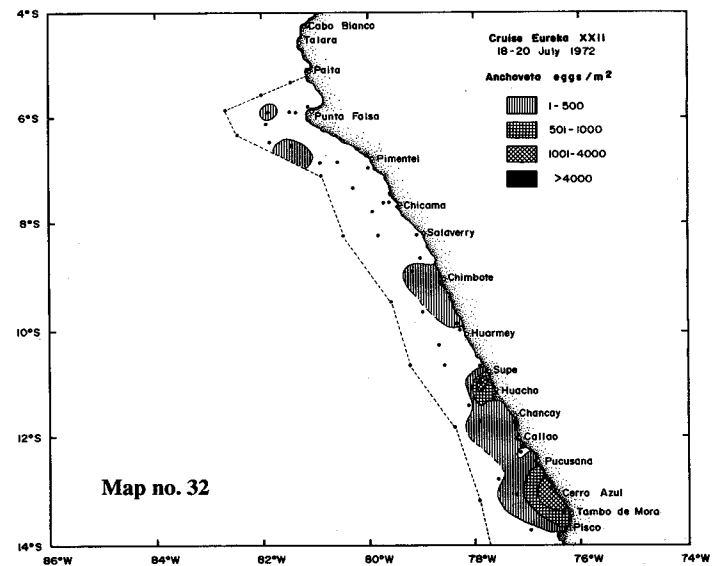 4°S
Cabo Blanco
Talara
Cruise Eureka XXII
18-20 July 1972
Paita
Anchoveta eggs/m²
1-500
6°S
Punta Falsa
501-1000
Pimentel
1001-4000
>4000
8°S
Chicama
Salaverry
Chimbote
10°S
Huarmey
Supe
Huacho
Chancay
12°S
Callao
Pucusana
Map no. 32
Cerro Azul
Tambo de Mora
Pisco
14°S
86°W
84°W
82°W
80°W
78°W
76°W
74°W